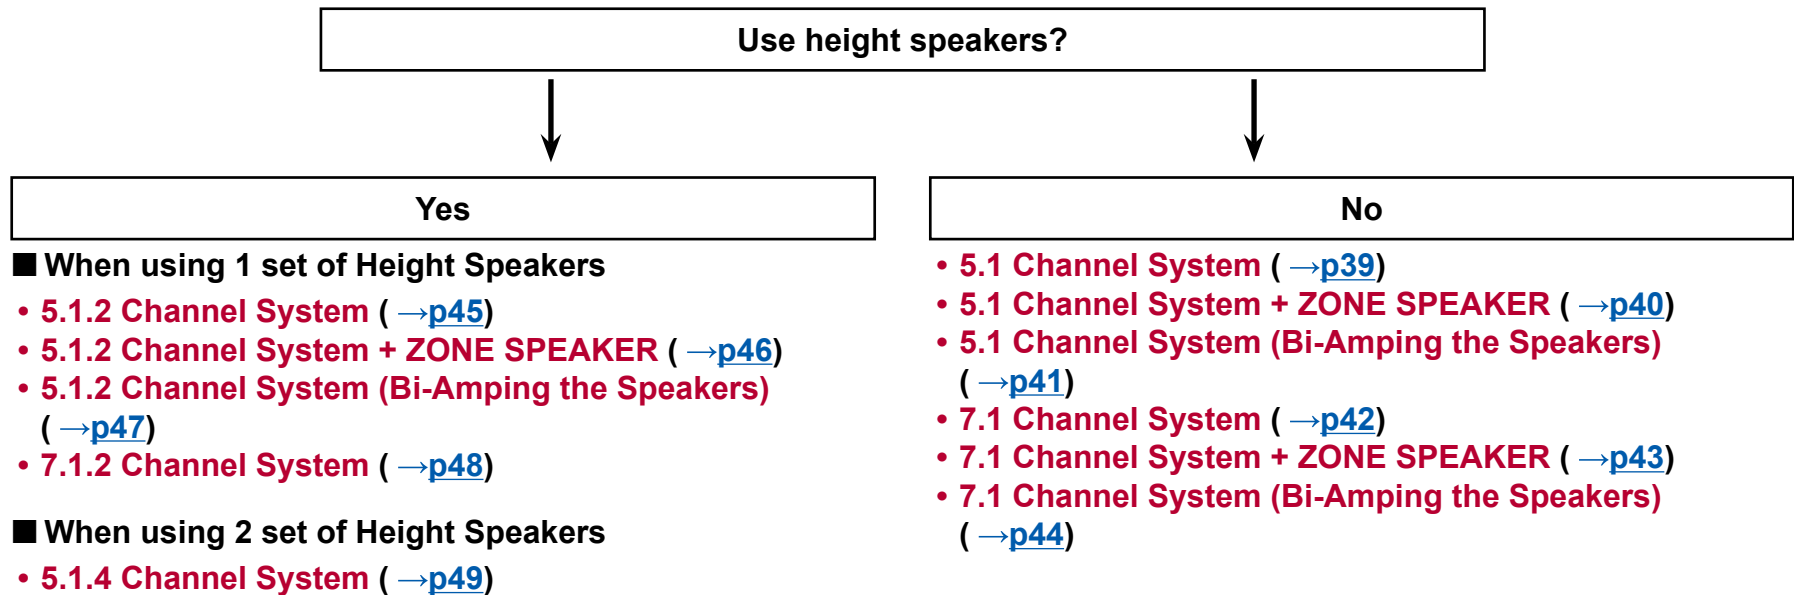 Use height speakers?
Yes
■ When using 1 set of Height Speakers
• 5.1.2 Channel System ( →p45)
• 5.1.2 Channel System + ZONE SPEAKER ( →p46)
• 5.1.2 Channel System (Bi-Amping the Speakers)
( →p47)
• 7.1.2 Channel System ( →p48)
■ When using 2 set of Height Speakers
• 5.1.4 Channel System ( →p49)
No
• 5.1 Channel System ( →p39)
• 5.1 Channel System + ZONE SPEAKER ( →p40)
• 5.1 Channel System (Bi-Amping the Speakers)
( →p41)
• 7.1 Channel System ( →p42)
• 7.1 Channel System + ZONE SPEAKER ( →p43)
• 7.1 Channel System (Bi-Amping the Speakers)
( →p44)